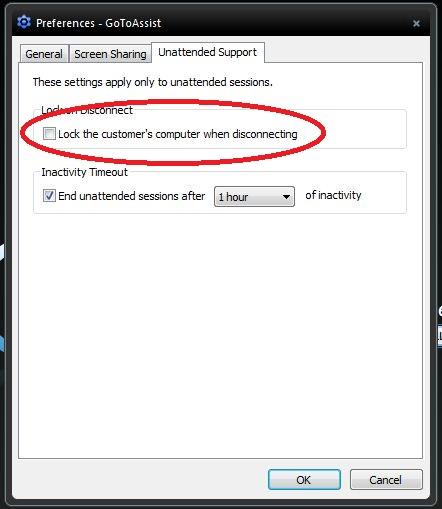 Preferences - GoToAssist
General Screen Sharing Unattended Support
These settings apply only to unattended sessions.
Lock on Disconnect
Lock the customer's computer when disconnecting
Inactivity Timeout
End unattended sessions after 1 hour of inactivity
OK Cancel